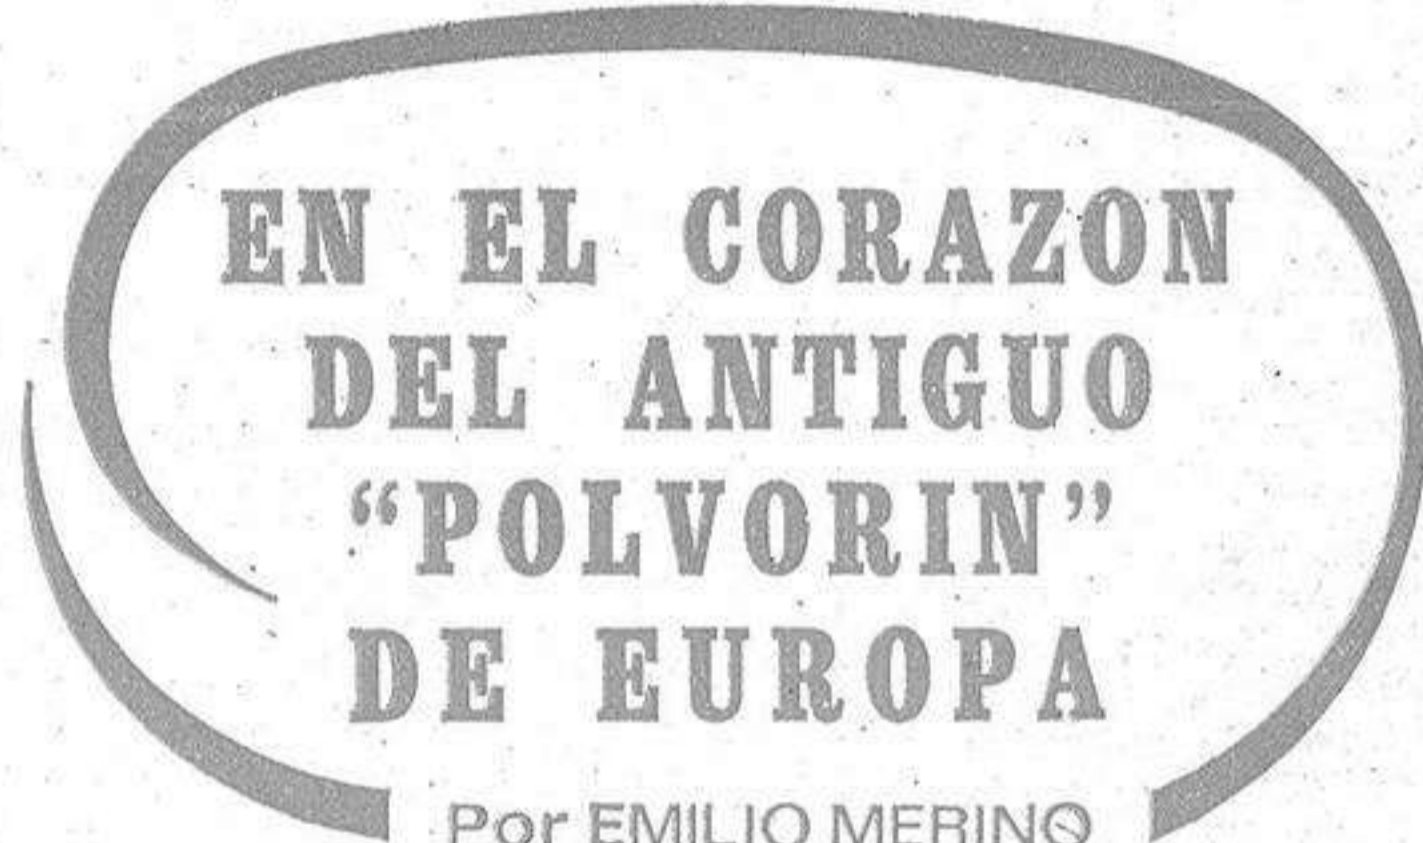 EN EL CORAZON
DEL ANTIGUO
“POLVORIN”
DE EUROPA
Por EMILIO MERINO